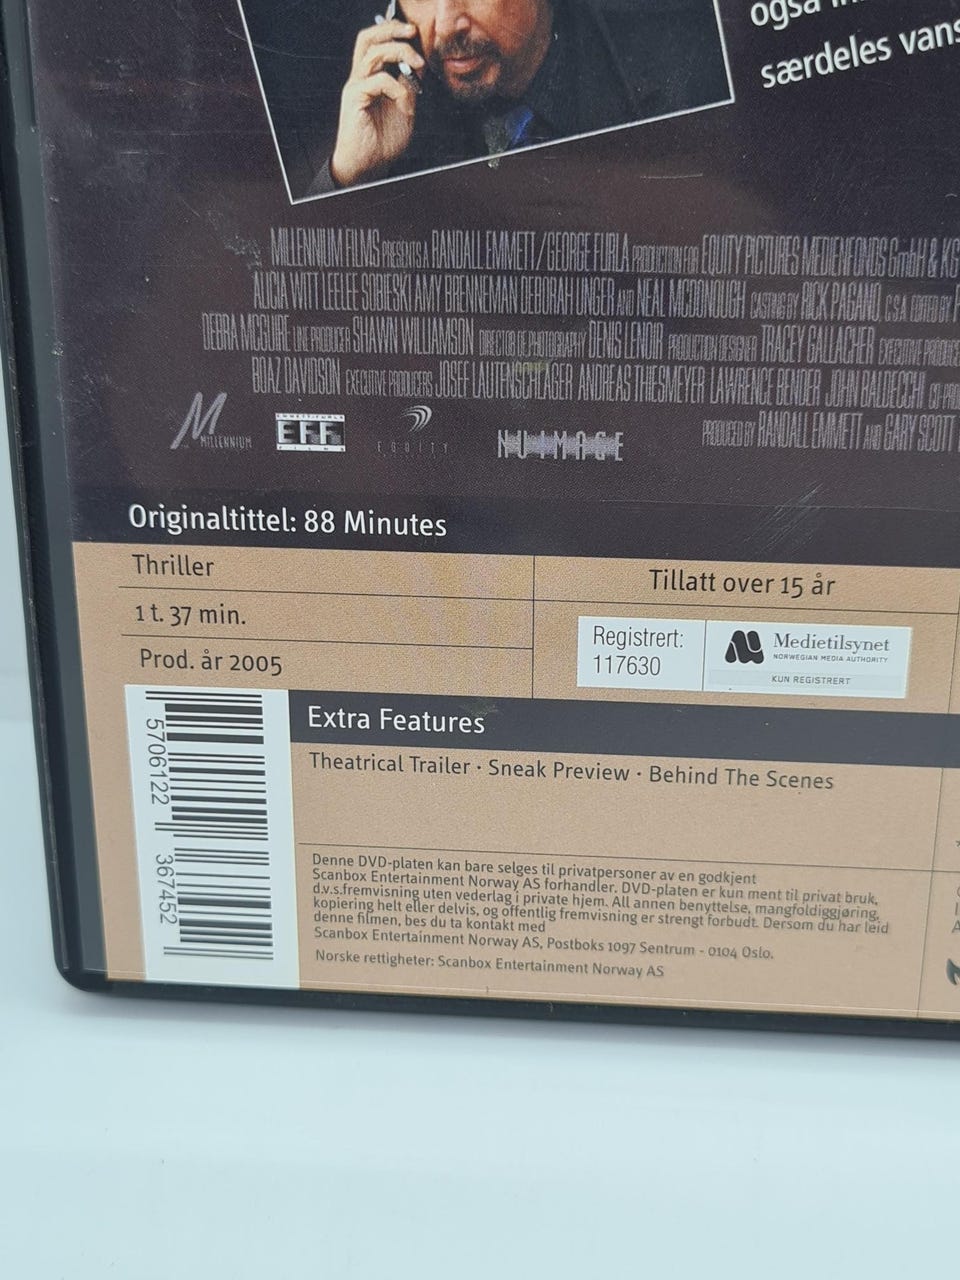 også
særdeles
MILLENNIUM FILMS PRESENTS A RANDALL EMMETT/GEORGE FURLA PRODUCTION FOR EQUITY PICTURES MEDIENFONDS GmbH & KG
ALICIA WITT LEELEE SOBIESKI AMY BRENNEMAN DEBORAH UNGER AND NEAL MCDONOUGH CASTING BY RICK PAGANO, C.S.A. EDITED BY
DEBRA MCGUIRE LINE PRODUCER SHAWN WILLIAMSON DIRECTOR OF PHOTOGRAPHY DENIS LENOIR PRODUCTION DESIGNER TRACEY GALLACHER EXECUTIVE
BOAZ DAVIDSON EXECUTIVE PRODUCERS JOSEF LAUTENSCHLAGER ANDREAS THIESMEYER LAWRENCE BENDER JOHN BALDECCHI
PRODUCED BY RANDALL EMMETT AND GARY SCOTT
MILLENNIUM
EMMETT/FURLA
EFF
FILMS
EQUITY
NU IMAGE
Originaltittel: 88 Minutes
Thriller
Tillatt over 15 år
1 t. 37 min.
Prod. år 2005
Registrert:
117630
Medietilsynet
NORWEGIAN MEDIA AUTHORITY
KUN REGISTRERT
5706122 367452
Extra Features
Theatrical Trailer · Sneak Preview · Behind The Scenes
Denne DVD-platen kan bare selges til privatpersoner av en godkjent
Scanbox Entertainment Norway AS forhandler. DVD-platen er kun ment til privat bruk,
d.v.s.fremvisning uten vederlag i private hjem. All annen benyttelse, mangfoldiggjøring,
kopiering helt eller delvis, og offentlig fremvisning er strengt forbudt. Dersom du har leid
denne filmen, bes du ta kontakt med
Scanbox Entertainment Norway AS, Postboks 1097 Sentrum - 0104 Oslo.
Norske rettigheter: Scanbox Entertainment Norway AS